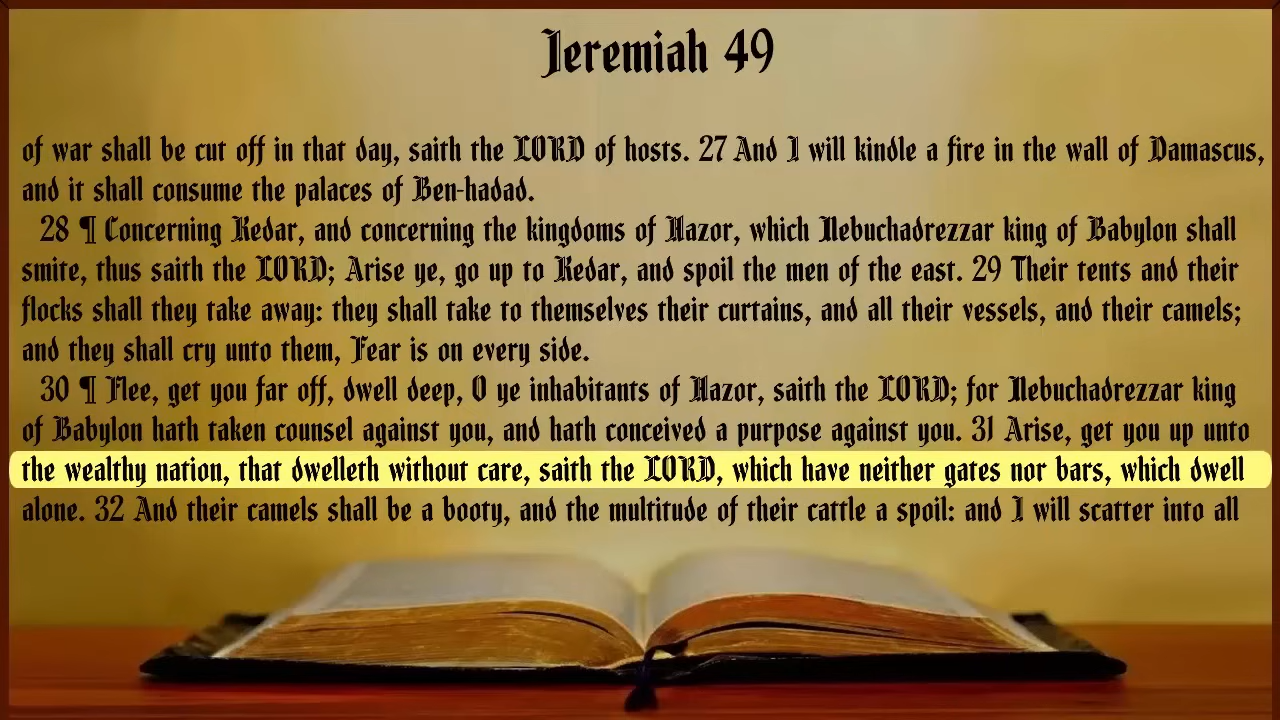 Jeremiah 49
of war shall be cut off in that day, saith the LORD of hosts. 27 And I will kindle a fire in the wall of Damascus,
and it shall consume the palaces of Ben-hadad.
28 ¶ Concerning Kedar, and concerning the kingdoms of Hazor, which Nebuchadrezzar king of Babylon shall
smite, thus saith the LORD; Arise ye, go up to Kedar, and spoil the men of the east. 29 Their tents and their
flocks shall they take away: they shall take to themselves their curtains, and all their vessels, and their camels;
and they shall cry unto them, Fear is on every side.
30 ¶ Flee, get you far off, dwell deep, O ye inhabitants of Hazor, saith the LORD; for Nebuchadrezzar king
of Babylon hath taken counsel against you, and hath conceived a purpose against you. 31 Arise, get you up unto
the wealthy nation, that dwelleth without care, saith the LORD, which have neither gates nor bars, which dwell
alone. 32 And their camels shall be a booty, and the multitude of their cattle a spoil: and I will scatter into all